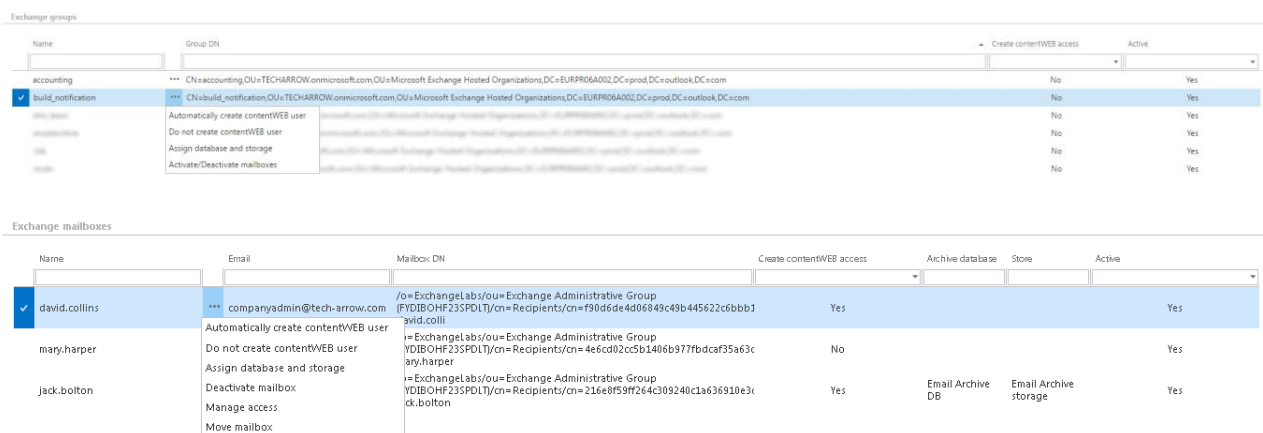 Exchange groups
Name Group DN Create contentWEB access Active
accounting ••• CN=accounting,OU=TECHARROW.onmicrosoft.com,OU=Microsoft Exchange Hosted Organizations,DC=EURPR06A002,DC=prod,DC=outlook,DC=com No Yes
build_notification ••• CN=build_notification,OU=TECHARROW.onmicrosoft.com,OU=Microsoft Exchange Hosted Organizations,DC=EURPR06A002,DC=prod,DC=outlook,DC=com No Yes
Automatically create contentWEB user No Yes
Do not create contentWEB user No Yes
Assign database and storage No Yes
Activate/Deactivate mailboxes No Yes
Exchange mailboxes
Name Email Mailbox DN Create contentWEB access Archive database Store Active
/o=ExchangeLabs/ou=Exchange Administrative Group
david.collins ••• companyadmin@tech-arrow.com (FYDIBOHF23SPDLT)/cn=Recipients/cn=f90d6de4d06849c49b445622c6bbb1 Yes Yes
david.colli
Automatically create contentWEB user
o=ExchangeLabs/ou=Exchange Administrative Group
mary.harper Do not create contentWEB user YDIBOHF23SPDLT)/cn=Recipients/cn=4e6cd02cc5b1406b977fbdcaf35a63c No Yes
ary.harper
Assign database and storage
=ExchangeLabs/ou=Exchange Administrative Group
jack.bolton Deactivate mailbox YDIBOHF23SPDLT)/cn=Recipients/cn=216e8f59ff264c309240c1a636910e3c Yes Email Archive DB Email Archive storage Yes
ck.bolton
Manage access
Move mailbox